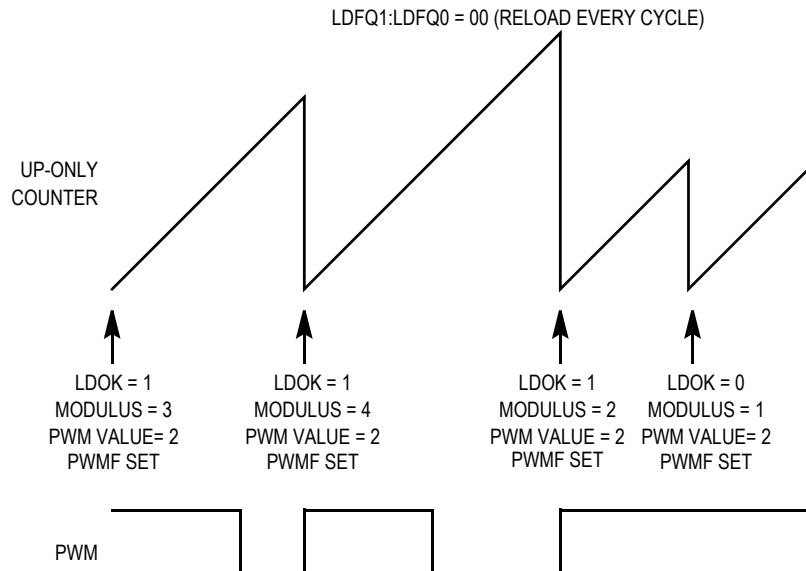 LDFQ1:LDFQ0 = 00 (RELOAD EVERY CYCLE)
UP-ONLY
COUNTER
LDOK = 1
MODULUS = 3
PWM VALUE= 2
PWMF SET
LDOK = 1
MODULUS = 4
PWM VALUE = 2
PWMF SET
LDOK = 1
MODULUS = 2
PWM VALUE = 2
PWMF SET
LDOK = 0
MODULUS = 1
PWM VALUE = 2
PWMF SET
PWM